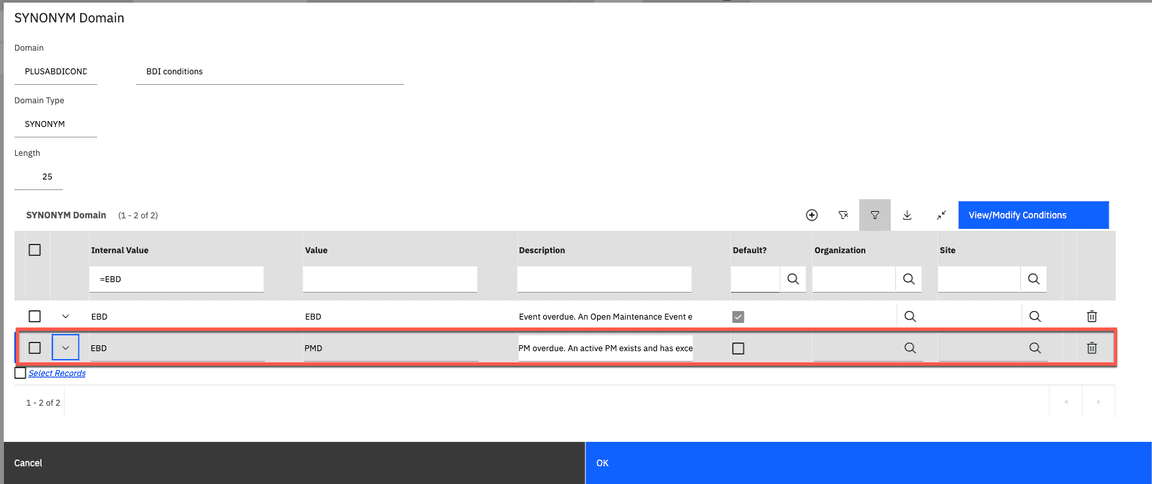 SYNONYM Domain
Domain
PLUSABDICOND
BDI conditions
Domain Type
SYNONYM
Length
25
SYNONYM Domain (1 - 2 of 2)
View/Modify Conditions
Internal Value Value Description Default? Organization Site
=EBD
EBD EBD Event overdue. An Open Maintenance Event e
EBD PMD PM overdue. An active PM exists and has exce
Select Records
1 - 2 of 2
Cancel OK